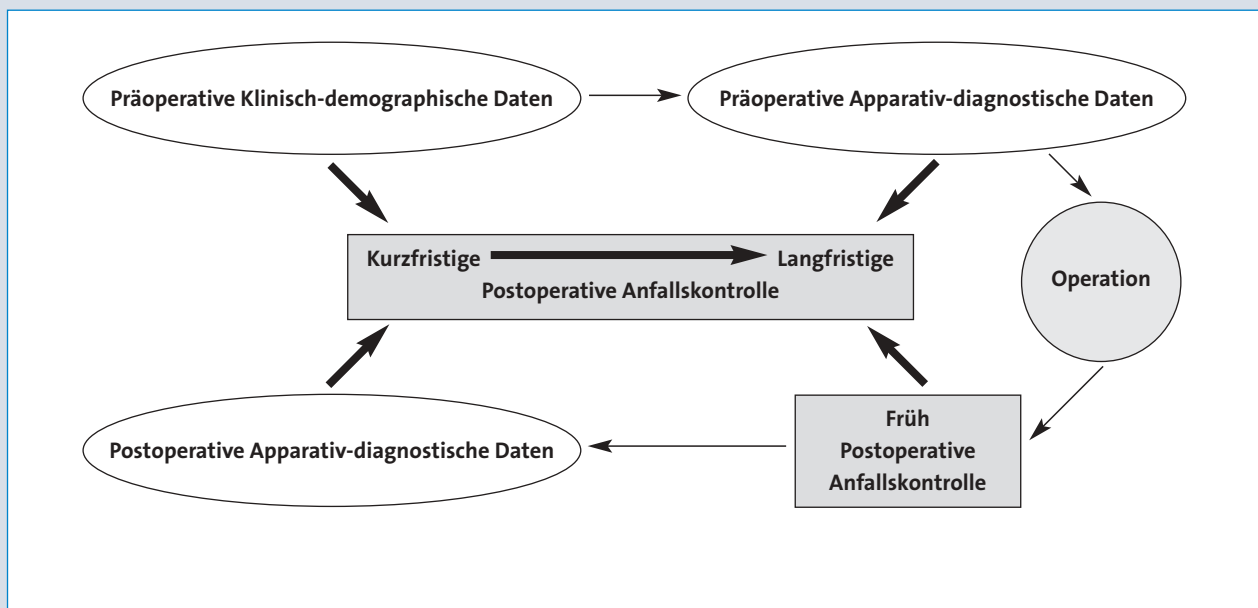 Präoperative Klinisch-demographische Daten
Präoperative Apparativ-diagnostische Daten
Kurzfristige
Langfristige
Postoperative Anfallskontrolle
Operation
Postoperative Apparativ-diagnostische Daten
Früh
Postoperative
Anfallskontrolle